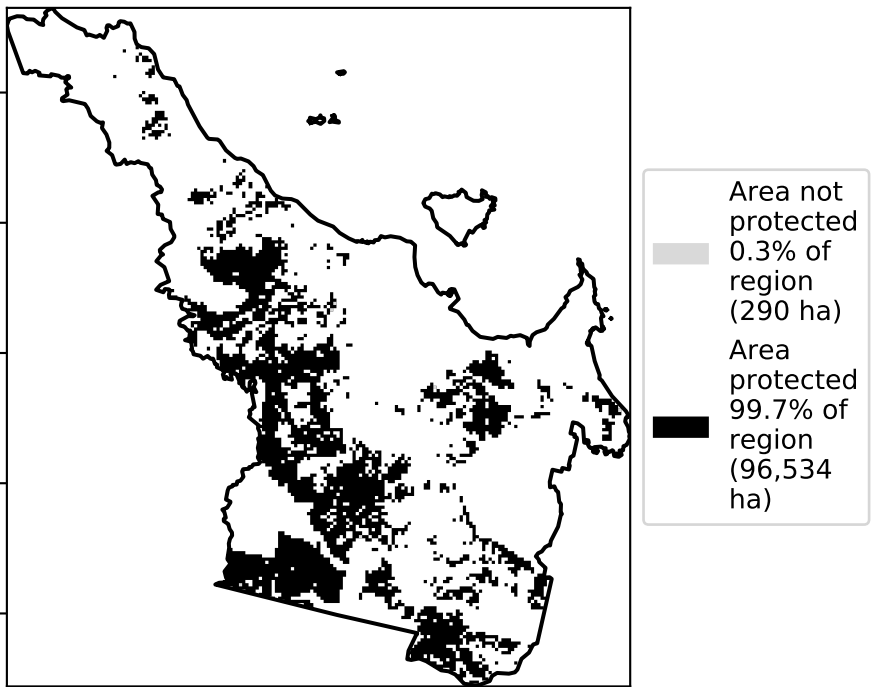 Area not
protected
0.3% of
region
(290 ha)
Area
protected
99.7% of
region
(96,534
ha)